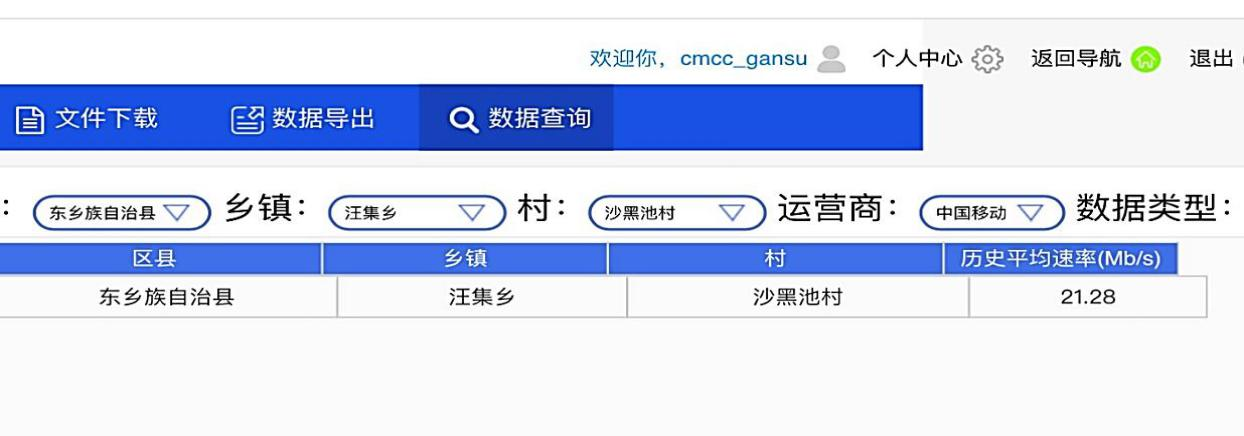 欢迎你，cmcc_gansu 个人中心 返回导航 退出
文件下载 数据导出 数据查询
： 东乡族自治县 乡镇： 汪集乡 村： 沙黑池村 运营商： 中国移动 数据类型：
区县 乡镇 村 历史平均速率(Mb/s)
东乡族自治县 汪集乡 沙黑池村 21.28